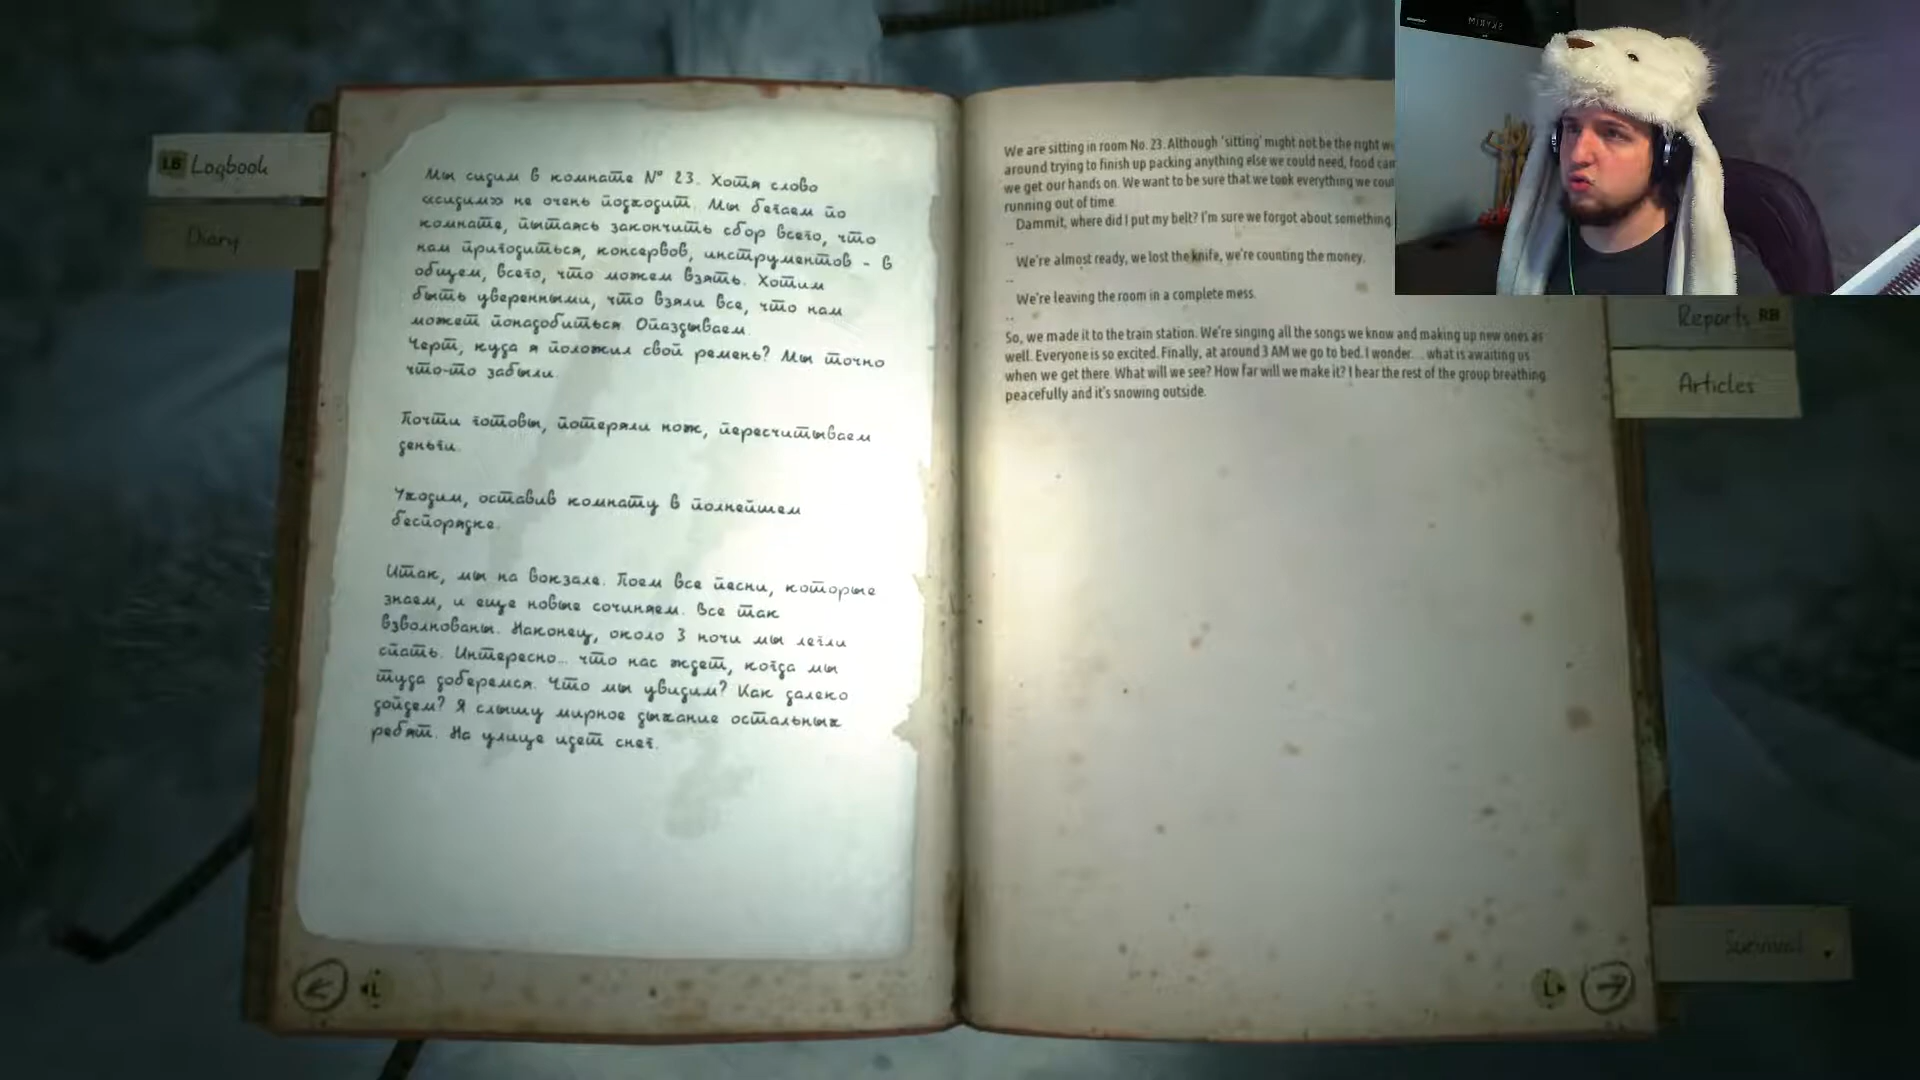 LB Logbook
Diary
Мы сидим в комнате № 23. Хотя слово
«сидим» не очень подходит. Мы бегаем по
комнате, пытаясь закончить сбор всего, что
нам пригодиться, консервов, инструментов - в
общем, всего, что можем взять. Хотим
быть уверенными, что взяли все, что нам
может понадобиться. Опаздываем.
Черт, куда я положил свой ремень? Мы точно
что-то забыли.
Почти готовы, потеряли нож, пересчитываем
деньги.
Уходим, оставив комнату в полнейшем
беспорядке.
Итак, мы на вокзале. Поем все песни, которые
знаем, и еще новые сочиняем. Все так
взволнованы. Наконец, около 3 ночи мы легли
спать. Интересно... что нас ждет, когда мы
туда доберемся. Что мы увидим? Как далеко
дойдем? Я слышу мирное дыхание остальных
ребят. На улице идет снег.
L
We are sitting in room No. 23. Although 'sitting' might not be the right
around trying to finish up packing anything else we could need, food
we get our hands on. We want to be sure that we took everything we
running out of time.
Dammit, where did I put my belt? I'm sure we forgot about something
..
We're almost ready, we lost the knife, we're counting the money.
..
We're leaving the room in a complete mess.
..
So, we made it to the train station. We're singing all the songs we know and making up new ones as
well. Everyone is so excited. Finally, at around 3 AM we go to bed. I wonder.... what is awaiting us
when we get there. What will we see? How far will we make it? I hear the rest of the group breathing
peacefully and it's snowing outside.
SKYRIM
Reports RB
Articles
Survival
L